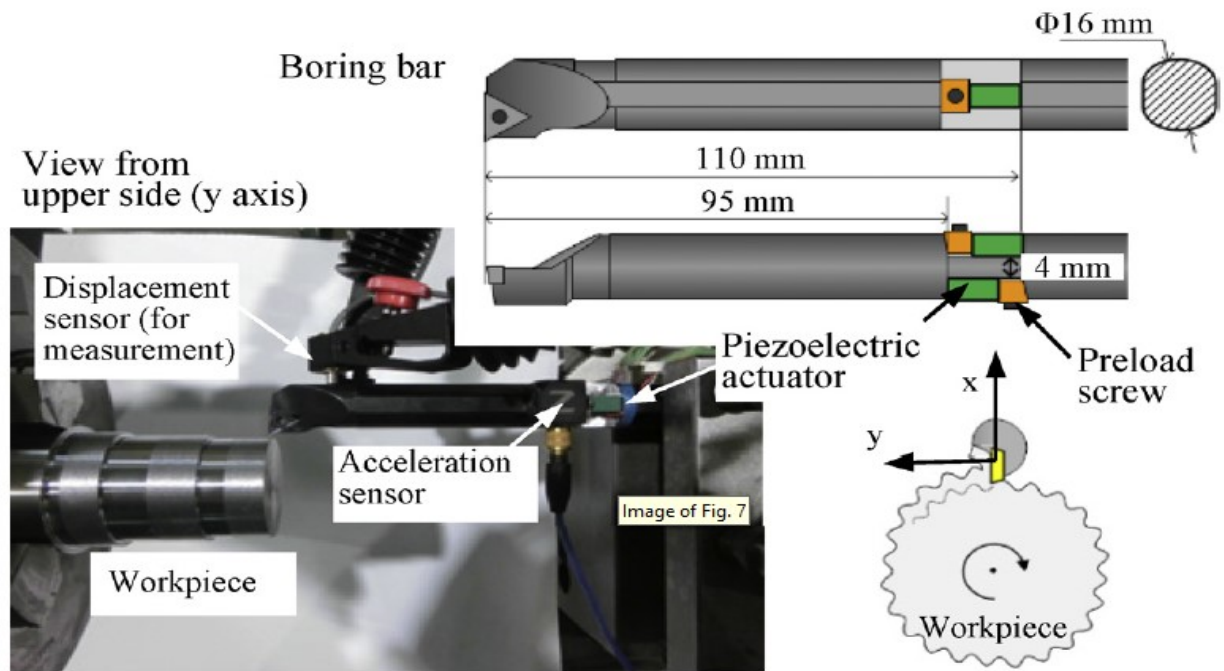 Φ16 mm
Boring bar
110 mm
95 mm
4 mm
View from
upper side (y axis)
Displacement
sensor (for
measurement)
Piezoelectric
actuator
Preload
screw
Acceleration
sensor
Image of Fig. 7
Workpiece
x
y
Workpiece